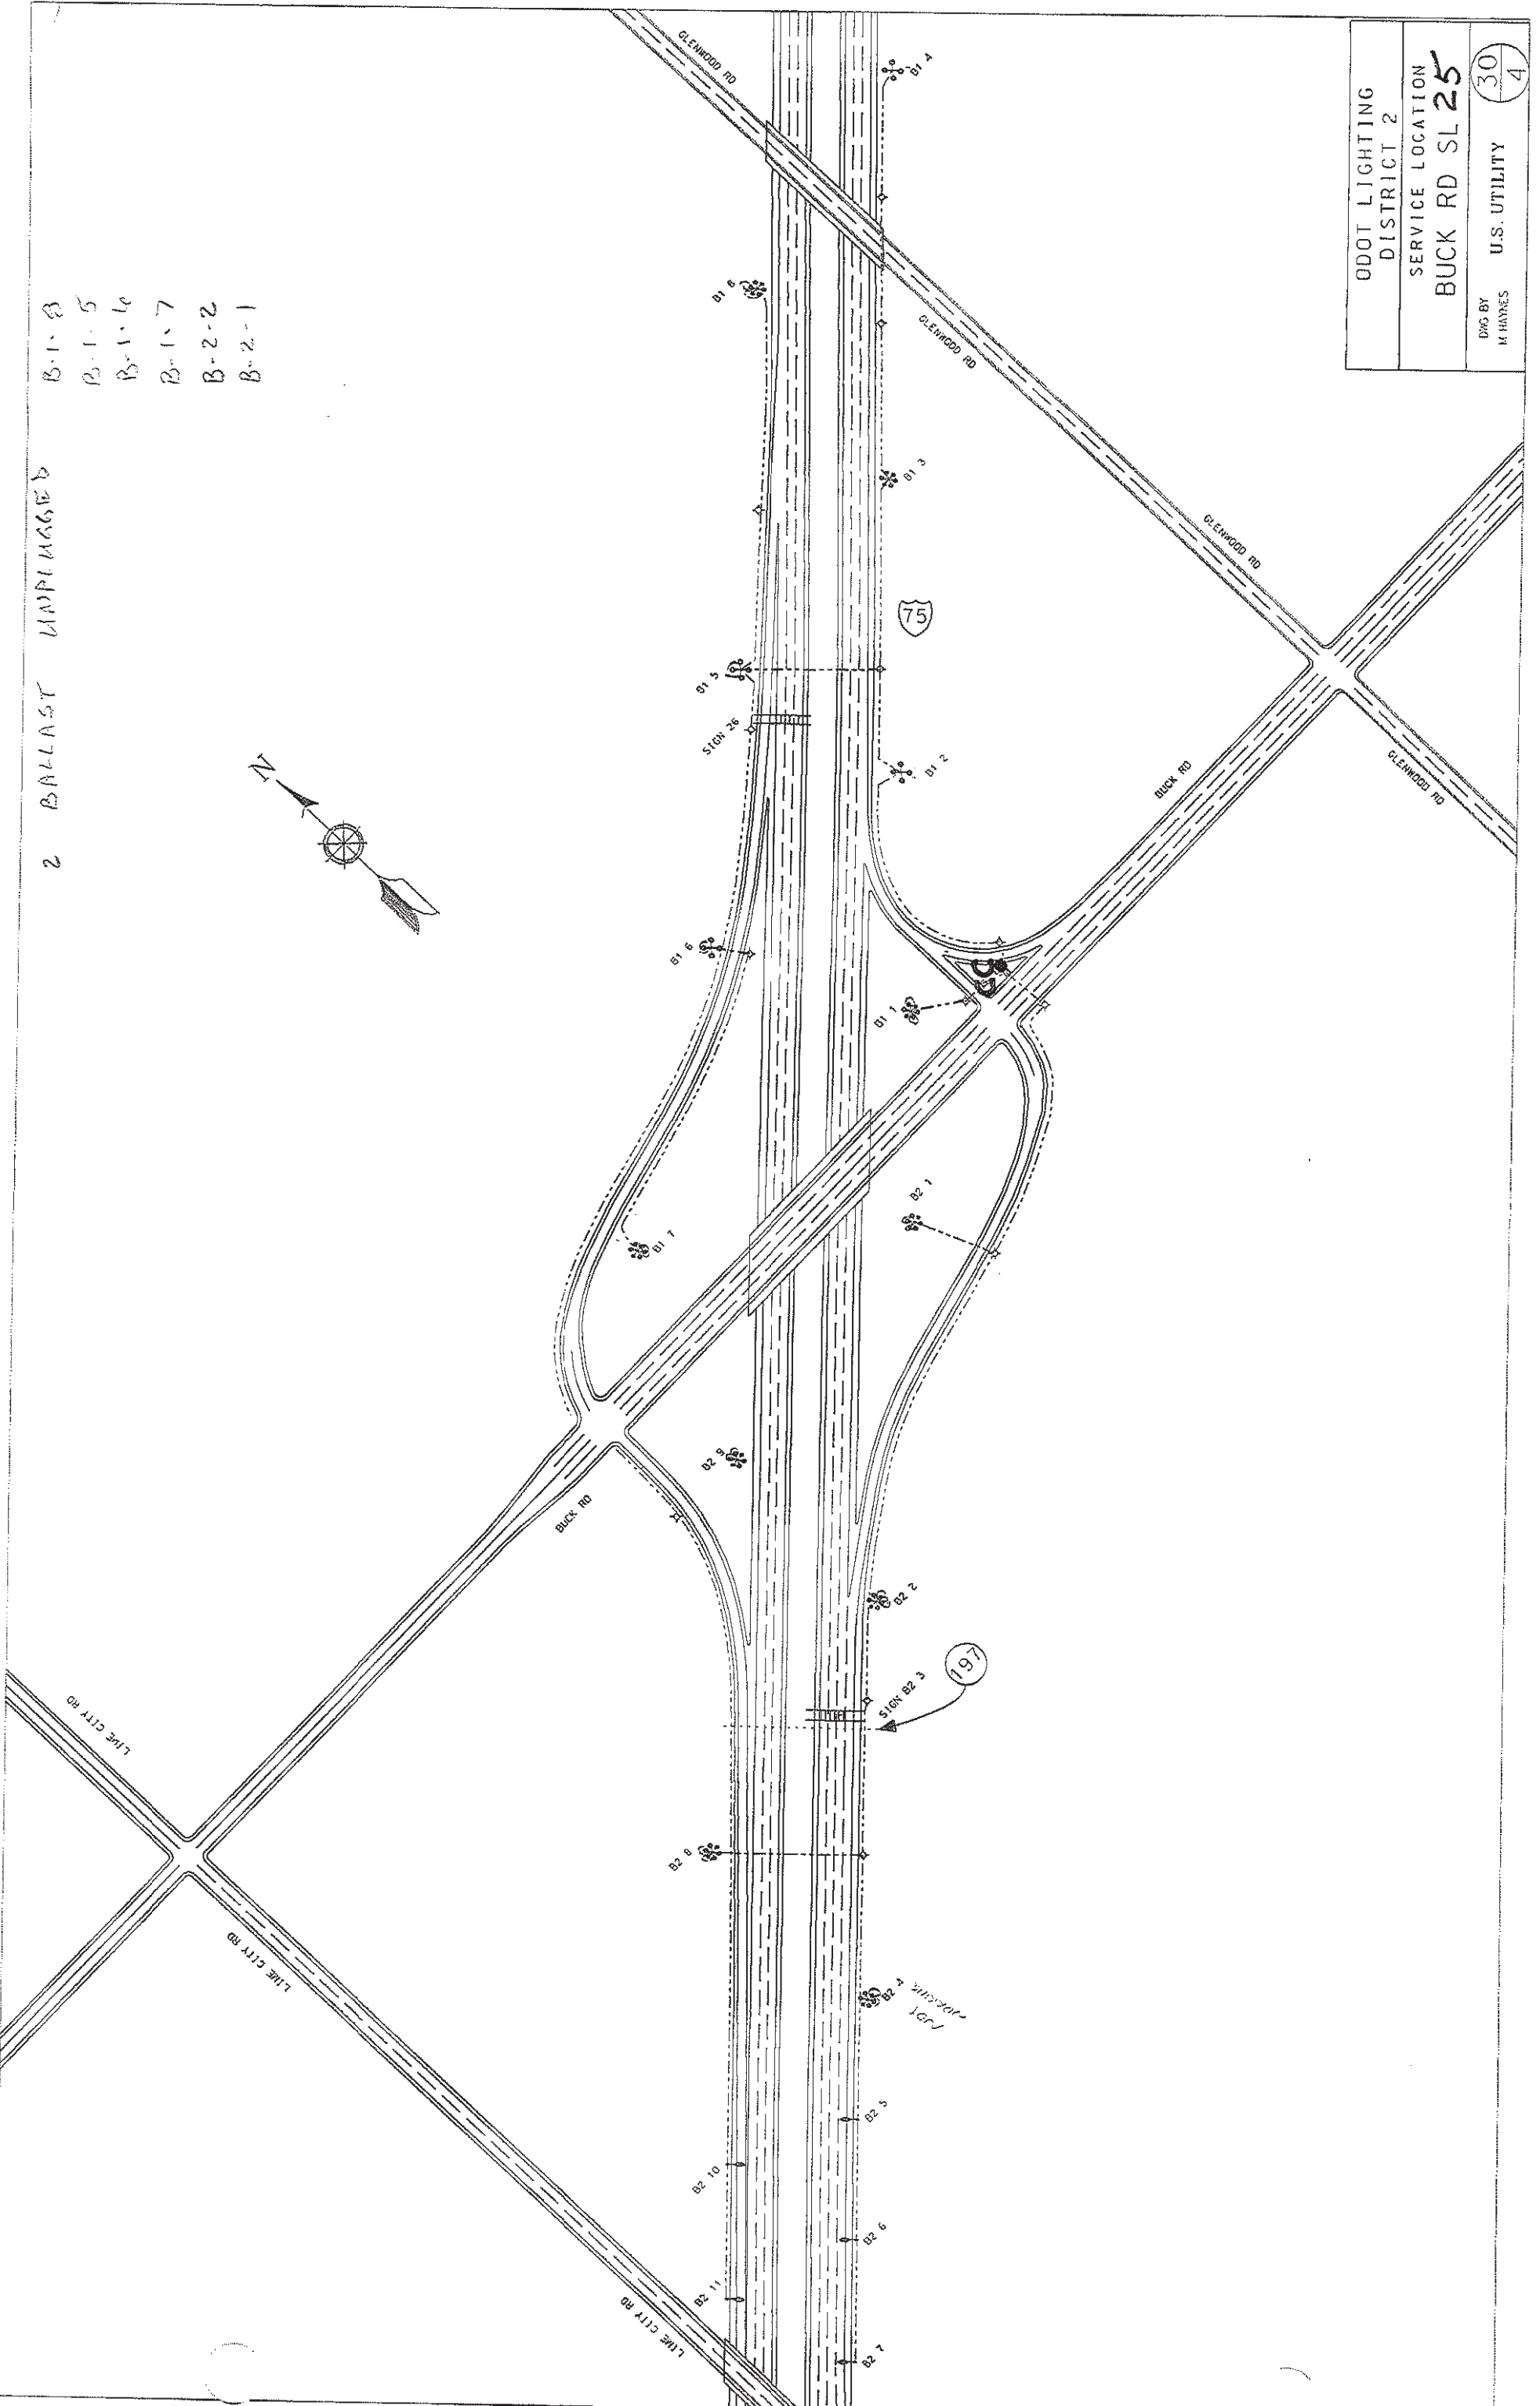 2 BALLAST UNPLUGGED
B-1-8
B-1-5
B-1-6
B-1-7
B-2-2
B-2-1
N
ODOT LIGHTING
DISTRICT 2
SERVICE LOCATION
BUCK RD SL 25
DWG BY
M HAYNES
U.S. UTILITY
30
4
GLENWOOD RD
B1 4
B1 8
GLENWOOD RD
B1 3
GLENWOOD RD
75
B1 5
SIGN 26
B1 2
BUCK RD
GLENWOOD RD
B1 6
B1 1
B2 1
B1 7
B2 9
BUCK RD
B2 2
SIGN B2 3
197
LIME CITY RD
B2 8
LIME CITY RD
B2 4
NOT
WORKING
B2 5
B2 10
B2 6
B2 11
LIME CITY RD
B2 7